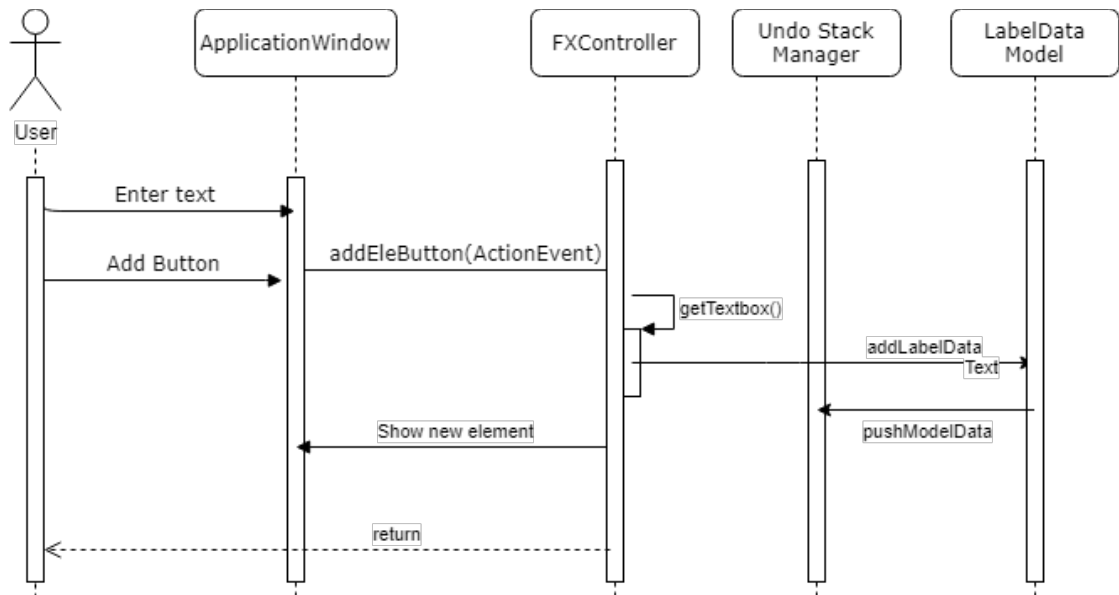 ApplicationWindow
FXController
Undo Stack
Manager
LabelData
Model
User
Enter text
addEleButton(ActionEvent)
Add Button
getTextbox()
addLabelData
Text
Show new element
pushModelData
return